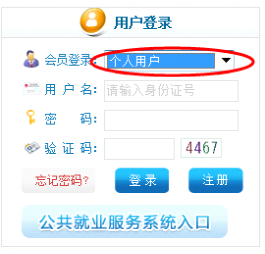 用户登录
会员登录: 个人用户
用 户 名: 请输入身份证号
密 码:
验 证 码: 4467
忘记密码? 登 录 注册
公共就业服务系统入口